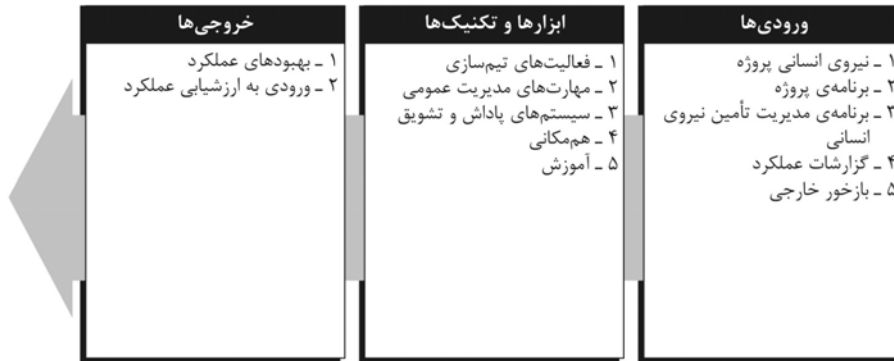 ورودی‌ها
۱ ـ نیروی انسانی پروژه
۲ ـ برنامه‌ی پروژه
۳ ـ برنامه‌ی مدیریت تأمین نیروی
انسانی
۴ ـ گزارشات عملکرد
۵ ـ بازخور خارجی
ابزارها و تکنیک‌ها
۱ ـ فعالیت‌های تیم‌سازی
۲ ـ مهارت‌های مدیریت عمومی
۳ ـ سیستم‌های پاداش و تشویق
۴ ـ هم‌مکانی
۵ ـ آموزش
خروجی‌ها
۱ ـ بهبودهای عملکرد
۲ ـ ورودی به ارزشیابی عملکرد